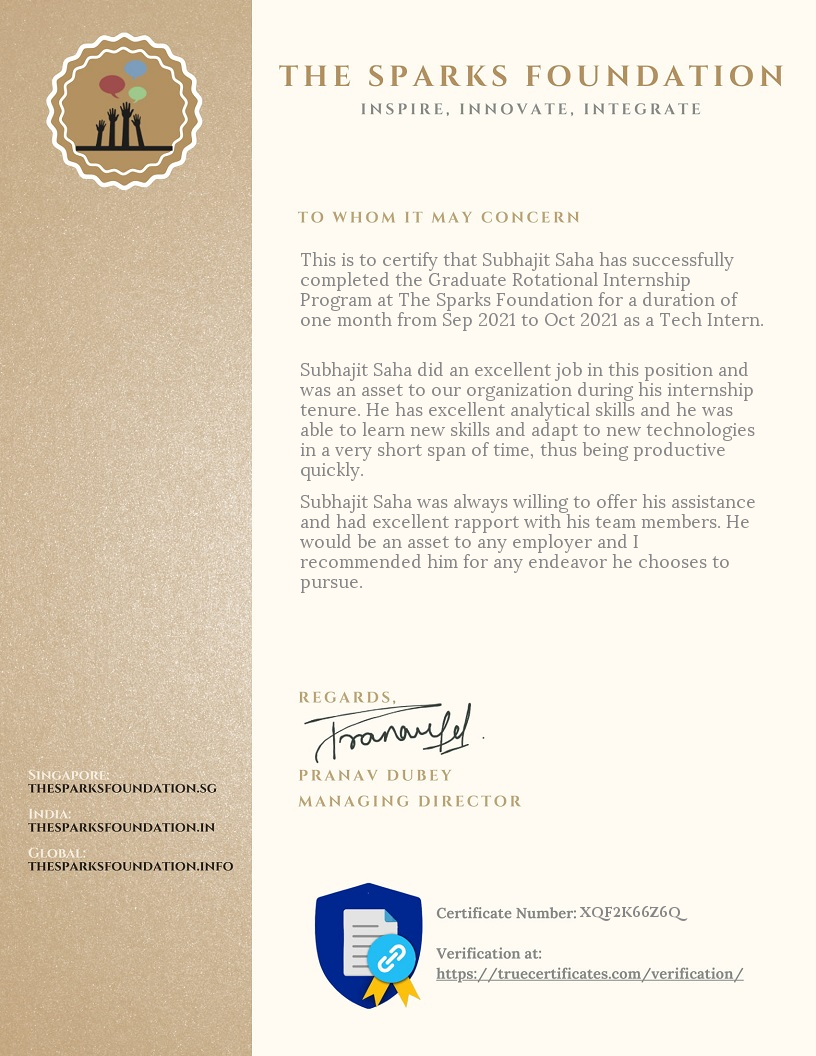 THE SPARKS FOUNDATION
INSPIRE, INNOVATE, INTEGRATE
TO WHOM IT MAY CONCERN
This is to certify that Subhajit Saha has successfully
completed the Graduate Rotational Internship
Program at The Sparks Foundation for a duration of
one month from Sep 2021 to Oct 2021 as a Tech Intern.
Subhajit Saha did an excellent job in this position and
was an asset to our organization during his internship
tenure. He has excellent analytical skills and he was
able to learn new skills and adapt to new technologies
in a very short span of time, thus being productive
quickly.
Subhajit Saha was always willing to offer his assistance
and had excellent rapport with his team members. He
would be an asset to any employer and I
recommended him for any endeavor he chooses to
pursue.
REGARDS,
PRANAV DUBEY
MANAGING DIRECTOR
SINGAPORE:
THESPARKSFOUNDATION.SG
INDIA:
THESPARKSFOUNDATION.IN
GLOBAL:
THESPARKSFOUNDATION.INFO
Certificate Number: XQF2K66Z6Q
Verification at:
https://truecertificates.com/verification/